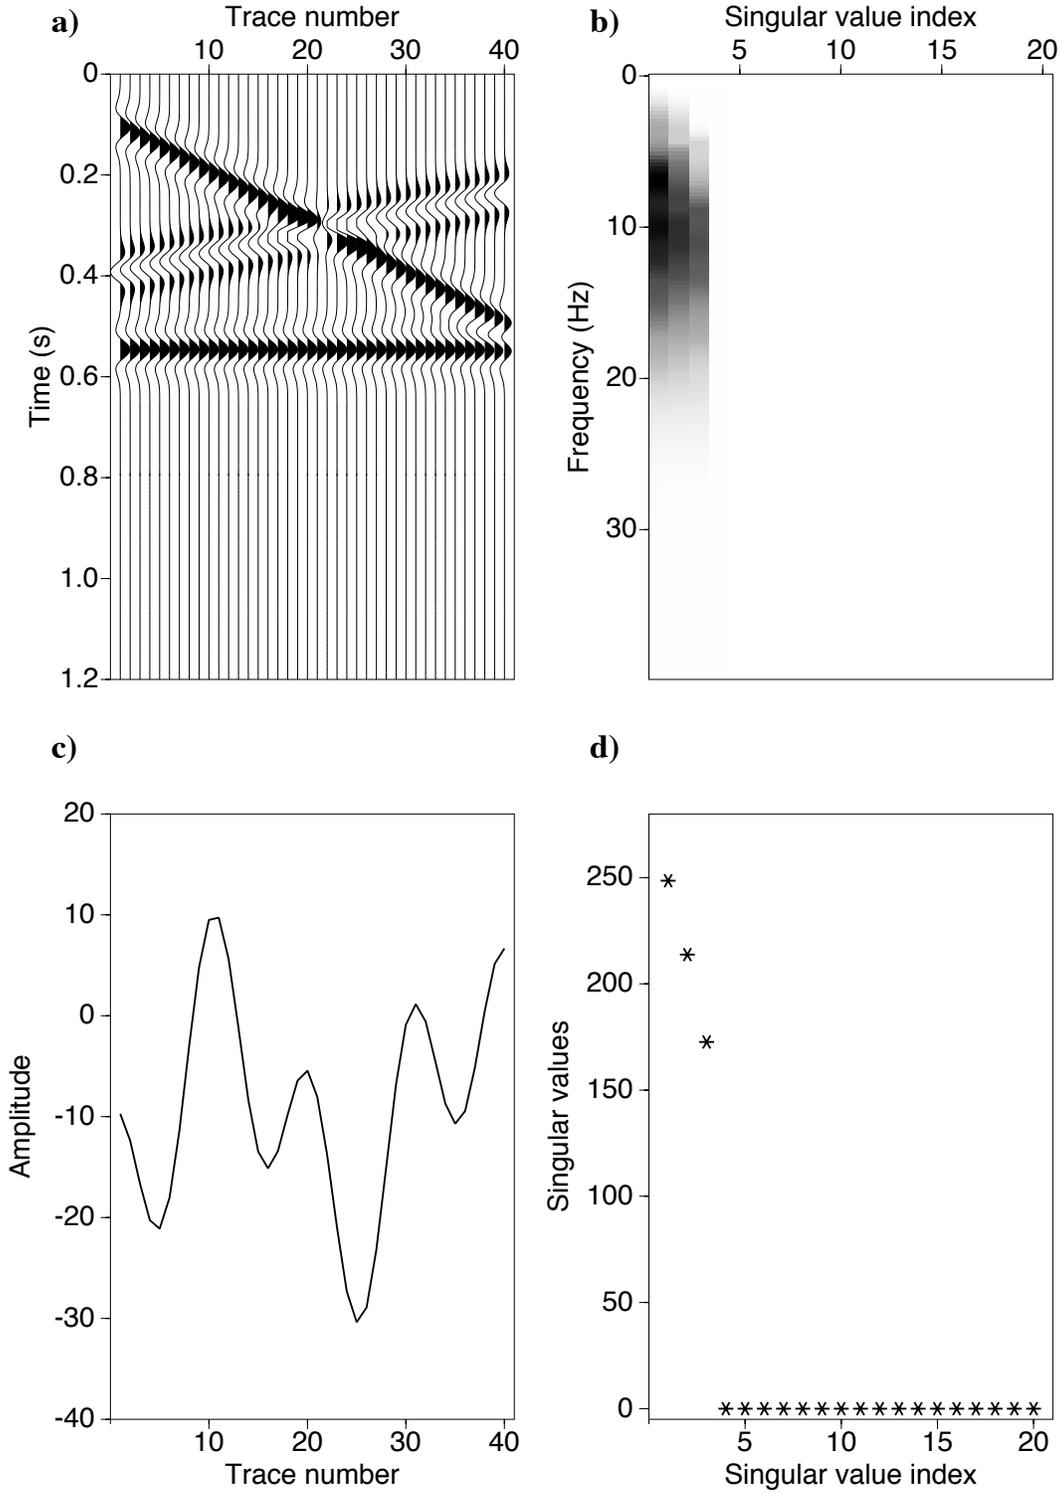 a)
Trace number
10 20 30 40
0
0.2
0.4
0.6
0.8
1.0
1.2
Time (s)
b)
Singular value index
5 10 15 20
0
10
20
30
Frequency (Hz)
c)
20
10
0
-10
-20
-30
-40
Amplitude
10 20 30 40
Trace number
d)
250
200
150
100
50
0
Singular values
5 10 15 20
Singular value index